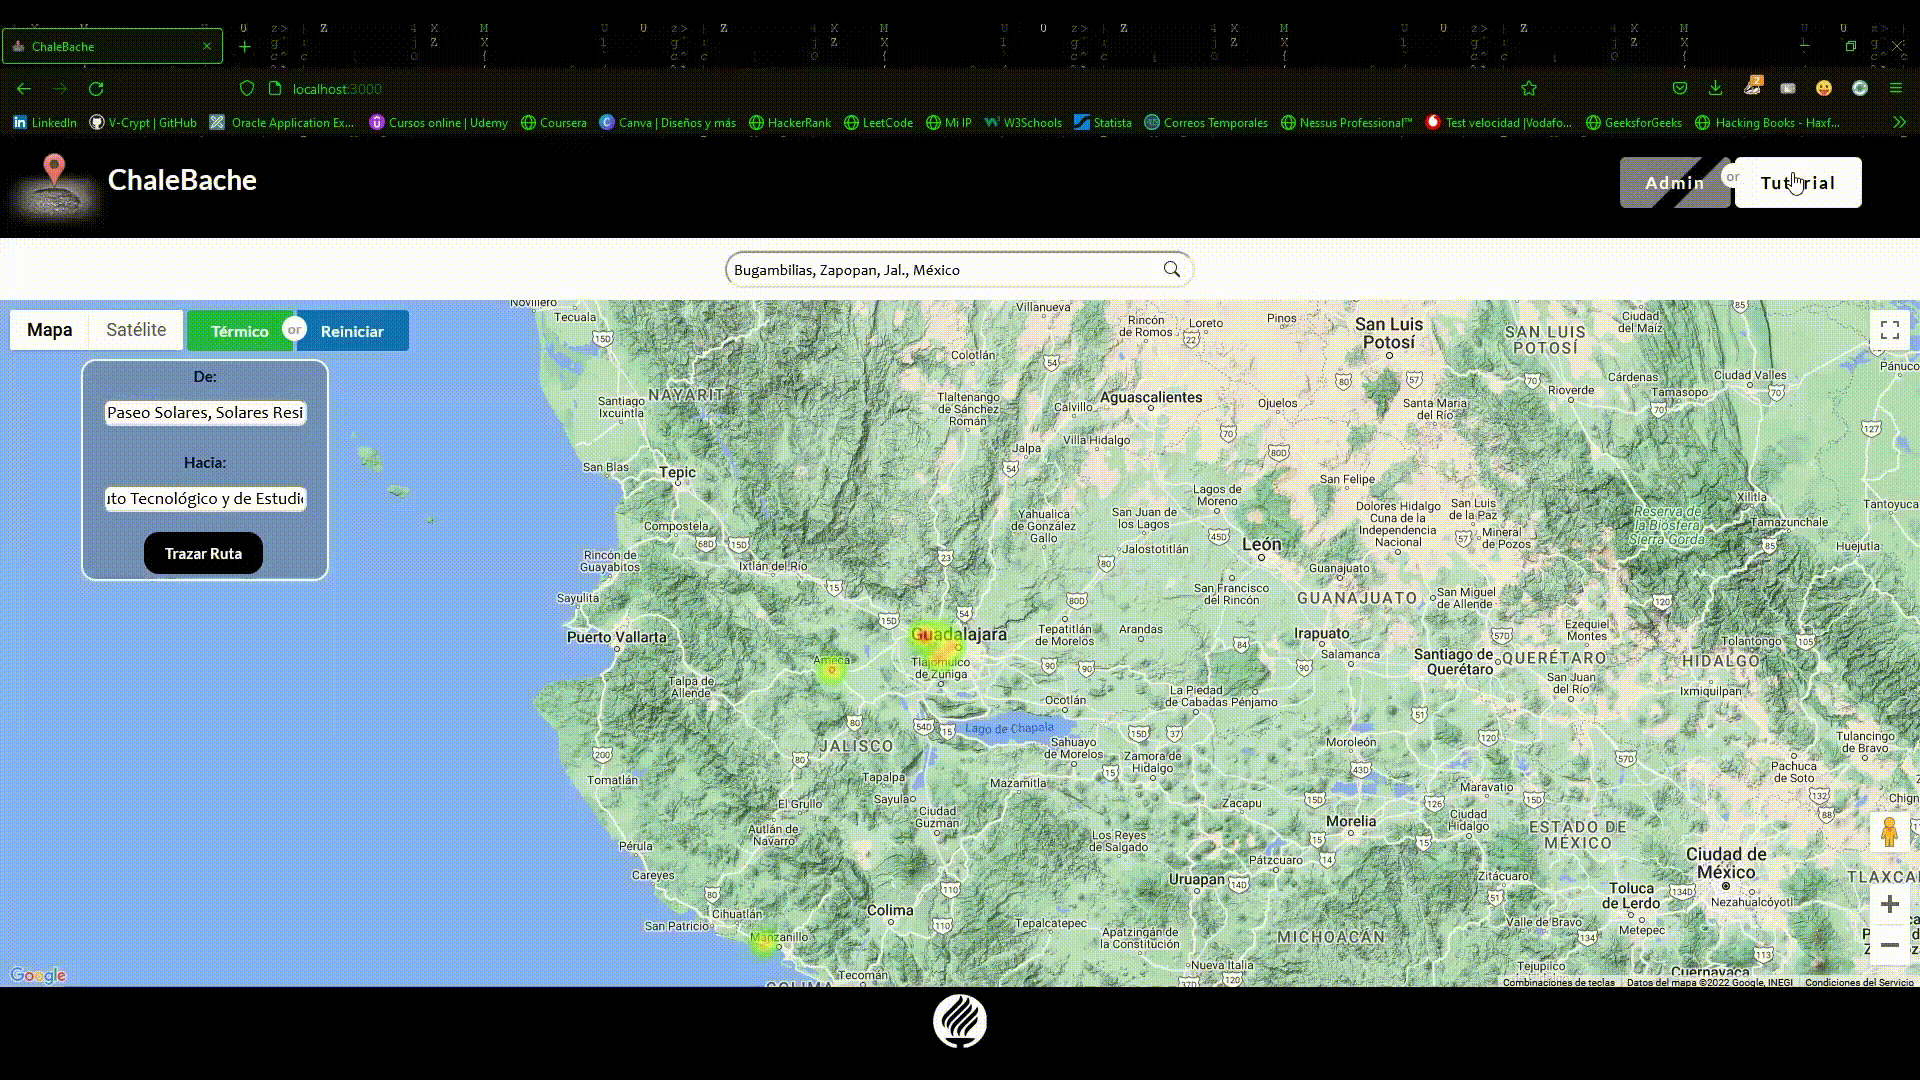 ChaleBache
localhost:3000
LinkedIn
V-Crypt | GitHub
Oracle Application Ex...
Cursos online | Udemy
Coursera
Canva | Diseños y más
HackerRank
LeetCode
Mi IP
W3Schools
Statista
Correos Temporales
Nessus Professional™
Test velocidad |Vodafo...
GeeksforGeeks
Hacking Books - Haxf...
ChaleBache
Admin
or
Tutorial
Bugambilias, Zapopan, Jal., México
Mapa
Satélite
Térmico
or
Reiniciar
De:
Paseo Solares, Solares Resi
Hacia:
uto Tecnológico y de Estudi
Trazar Ruta
Novillero
Tecuala
Villanueva
Rincón
de Romos
Loreto
Pinos
San Luis
Potosí
SAN LUIS
POTOSÍ
Ciudad
del Maíz
Pánuco
Colotlán
NAYARIT
Santiago
Ixcuintla
Tlaltenango
de Sánchez
Román
Calvillo
Aguascalientes
Ojuelos
Santa María
del Río
Rioverde
Cárdenas
Tamasopo
Ciudad Valles
Jalpa
Villa Hidalgo
San Blas
Tepic
San Felipe
Lagos de
Moreno
Xilitla
Tantoyuca
Compostela
Yahualica
de González
Gallo
San Juan de
los Lagos
Dolores Hidalgo
Cuna de la
Independencia
Nacional
San Luis
de la Paz
Mineral
de Pozos
Reserva de
la Biósfera
Sierra Gorda
Tamazunchale
Huejutla
Rincón de
Guayabitos
Ixtlán del Río
Jalostotitlán
León
Guanajuato
Sayulita
San Francisco
del Rincón
GUANAJUATO
San Miguel
de Allende
Puerto Vallarta
Guadalajara
Tepatitlán
de Morelos
Arandas
Irapuato
Salamanca
Ezequiel
Montes
Tolantongo
Ameca
Tlajomulco
de Zúñiga
Santiago de
Querétaro
QUERÉTARO
HIDALGO
Talpa de
Allende
Ocotlán
La Piedad
de Cabadas
Pénjamo
San Juan
del Río
Ixmiquilpan
Lago de Chapala
JALISCO
Sahuayo
de Morelos
Zamora de
Hidalgo
Moroleón
Tulancingo
de Bravo
Tomatlán
Tapalpa
Mazamitla
Pachuca
de Soto
Sayula
El Grullo
Ciudad
Guzmán
Zacapu
Maravatio
Chign
Autlán de
Navarro
Los Reyes
de Salgado
Morelia
Ciudad
Hidalgo
ESTADO DE
MÉXICO
Pérula
Pátzcuaro
Ciudad de
México
Careyes
Uruapan
Zitácuaro
Toluca
de Lerdo
TLAXCA
Nezahualcóyotl
San Patricio
Cihuatlán
Colima
Tepalcatepec
Apatzingán de
la Constitución
MICHOACÁN
Valle de Bravo
Metepec
Manzanillo
Nueva Italia
Tejupilco
Cuernavaca
Tecomán
COLIMA
Google
Combinaciones de teclas
Datos del mapa ©2022 Google, INEGI
Condiciones del Servicio